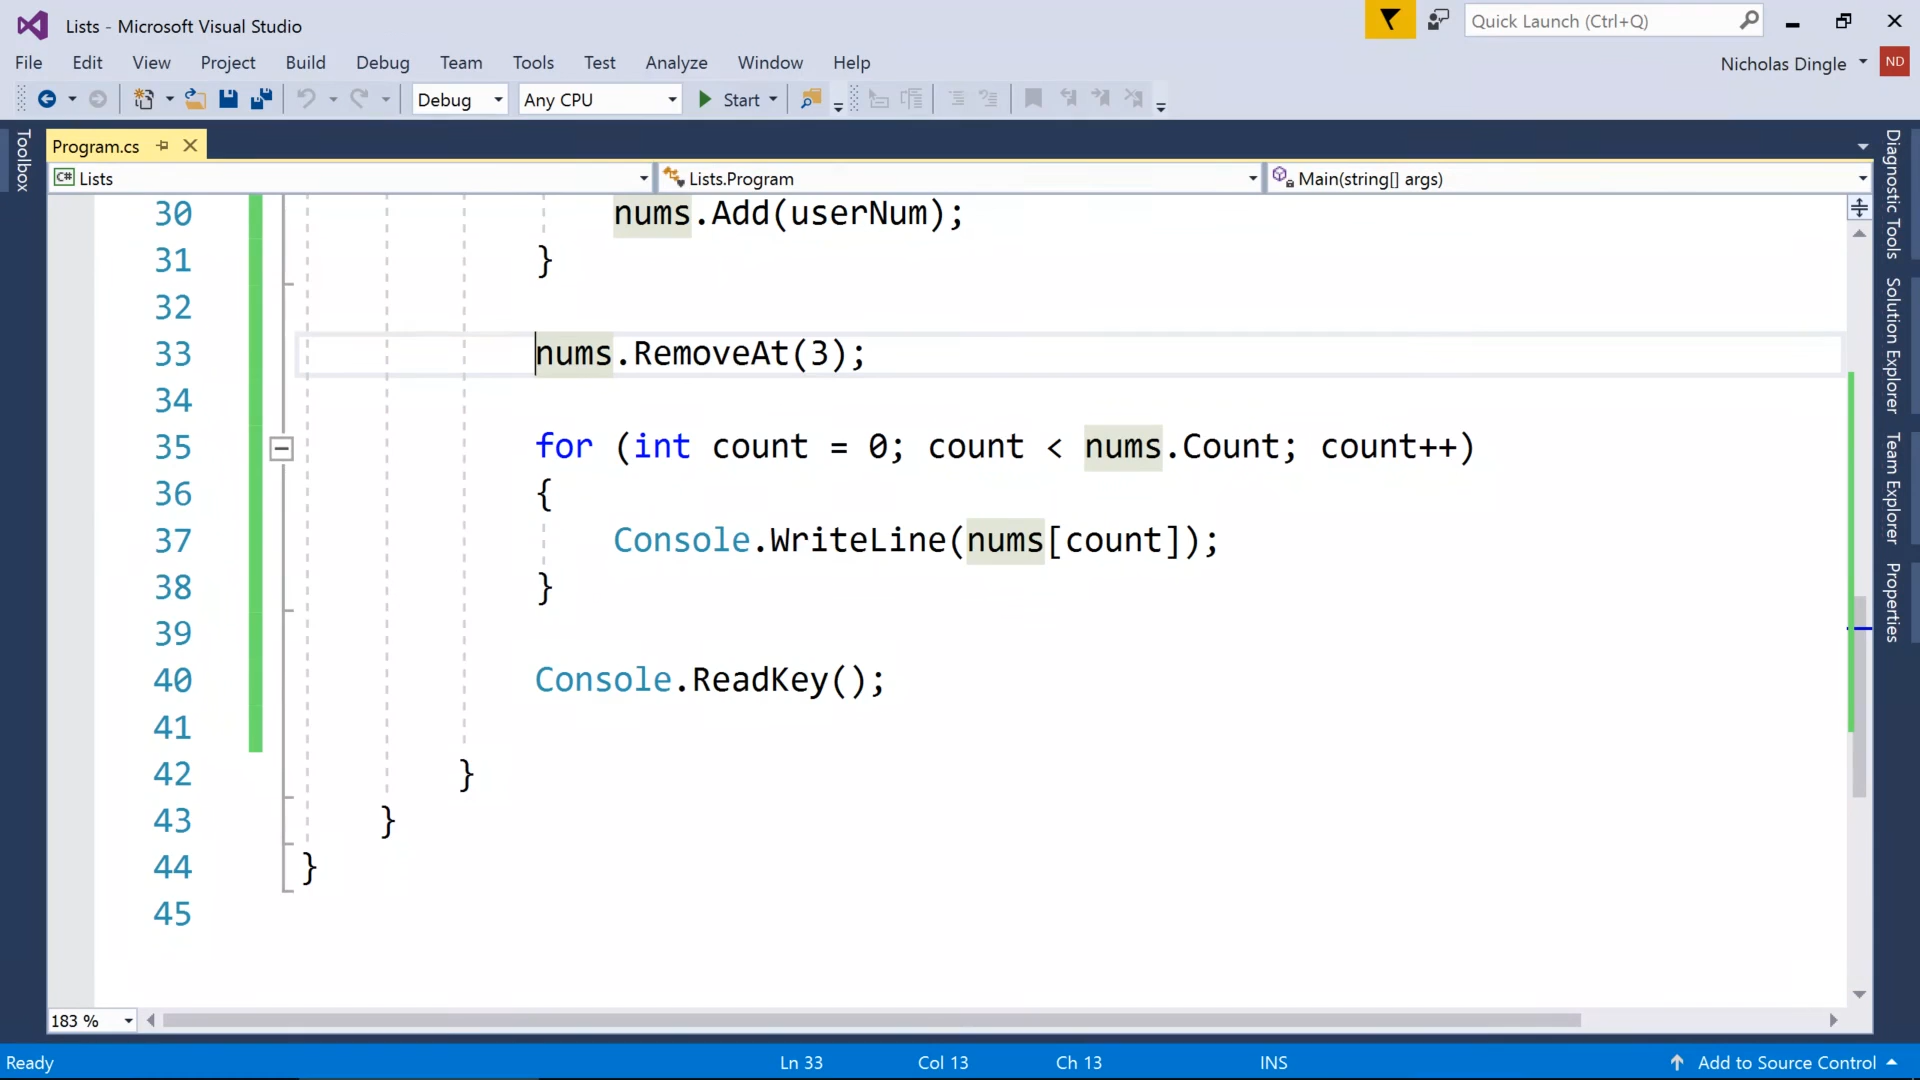 Lists - Microsoft Visual Studio
Quick Launch (Ctrl+Q)
File Edit View Project Build Debug Team Tools Test Analyze Window Help
Nicholas Dingle ND
Debug Any CPU Start
Toolbox
Program.cs
C# Lists Lists.Program Main(string[] args)
30 nums.Add(userNum);
31 }
32
33 nums.RemoveAt(3);
34
35 for (int count = 0; count < nums.Count; count++)
36 {
37 Console.WriteLine(nums[count]);
38 }
39
40 Console.ReadKey();
41
42 }
43 }
44 }
45
Diagnostic Tools
Solution Explorer
Team Explorer
Properties
183 %
Ready Ln 33 Col 13 Ch 13 INS Add to Source Control